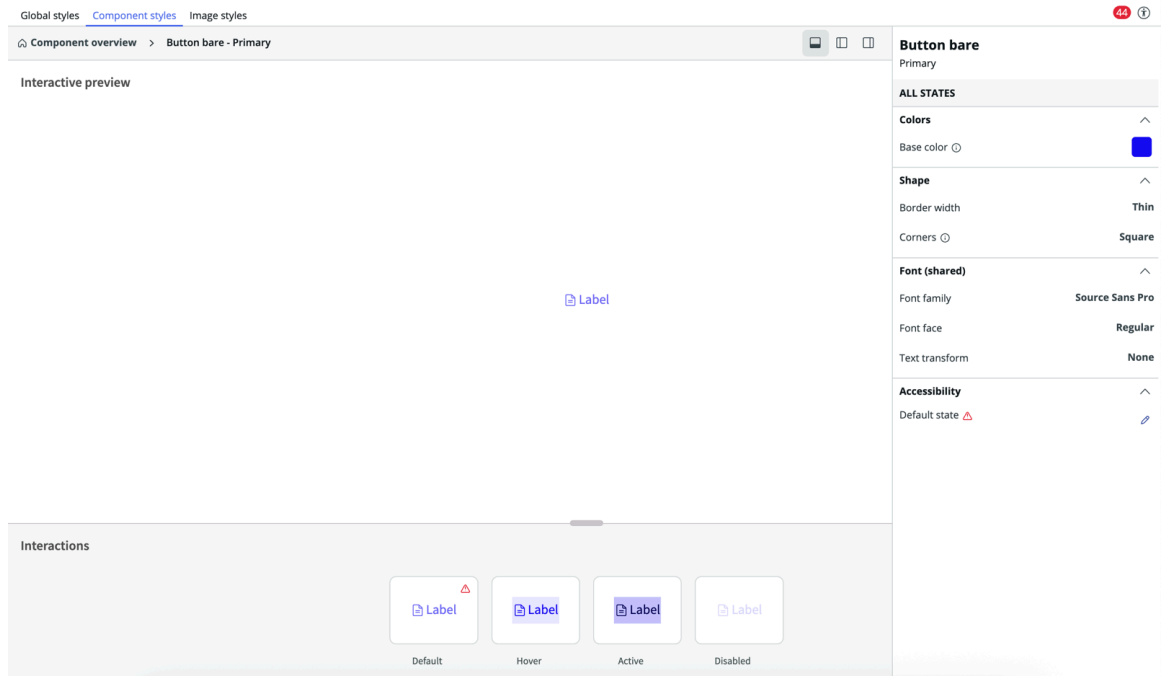 Global styles Component styles Image styles 44
Component overview > Button bare - Primary
Interactive preview
Label
Interactions
Label Label Label Label
Default Hover Active Disabled
Button bare
Primary
ALL STATES
Colors
Base color
Shape
Border width Thin
Corners Square
Font (shared)
Font family Source Sans Pro
Font face Regular
Text transform None
Accessibility
Default state